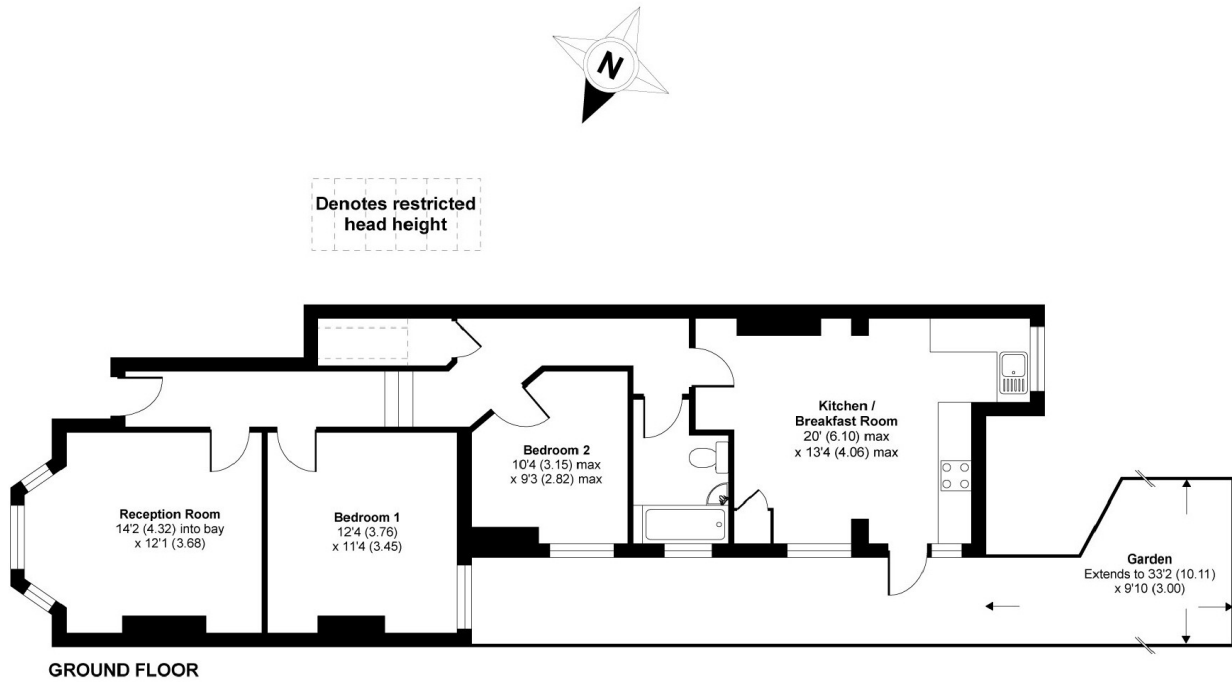 N
Denotes restricted
head height
Kitchen /
Breakfast Room
20' (6.10) max
x 13'4 (4.06) max
Bedroom 2
10'4 (3.15) max
x 9'3 (2.82) max
Reception Room
14'2 (4.32) into bay
x 12'1 (3.68)
Bedroom 1
12'4 (3.76)
x 11'4 (3.45)
Garden
Extends to 33'2 (10.11)
x 9'10 (3.00)
GROUND FLOOR